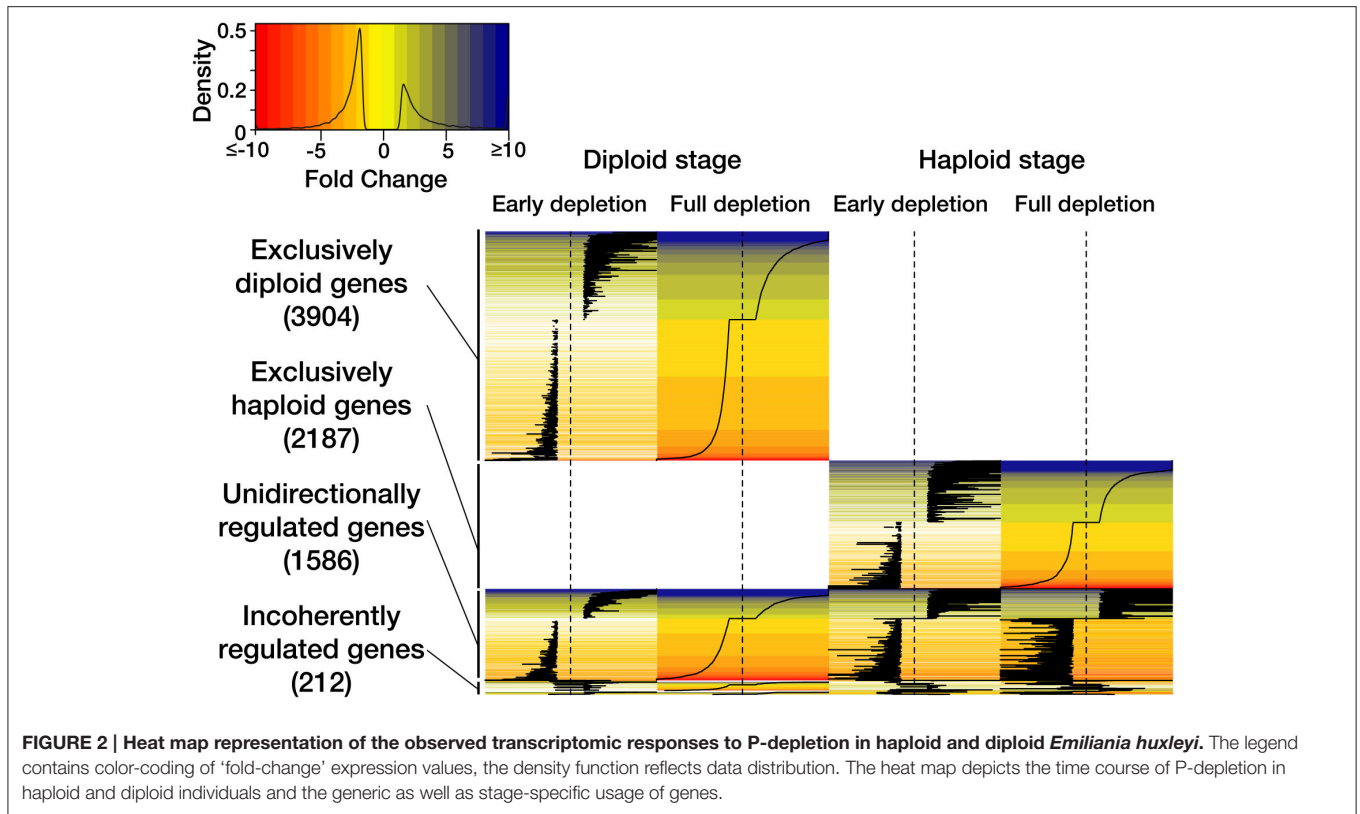 0.5
0.2
0
Density
≤-10 -5 0 5 ≥10
Fold Change
Diploid stage Haploid stage
Early depletion Full depletion Early depletion Full depletion
Exclusively
diploid genes
(3904)
Exclusively
haploid genes
(2187)
Unidirectionally
regulated genes
(1586)
Incoherently
regulated genes
(212)
FIGURE 2 | Heat map representation of the observed transcriptomic responses to P-depletion in haploid and diploid Emiliania huxleyi. The legend
contains color-coding of ‘fold-change’ expression values, the density function reflects data distribution. The heat map depicts the time course of P-depletion in
haploid and diploid individuals and the generic as well as stage-specific usage of genes.